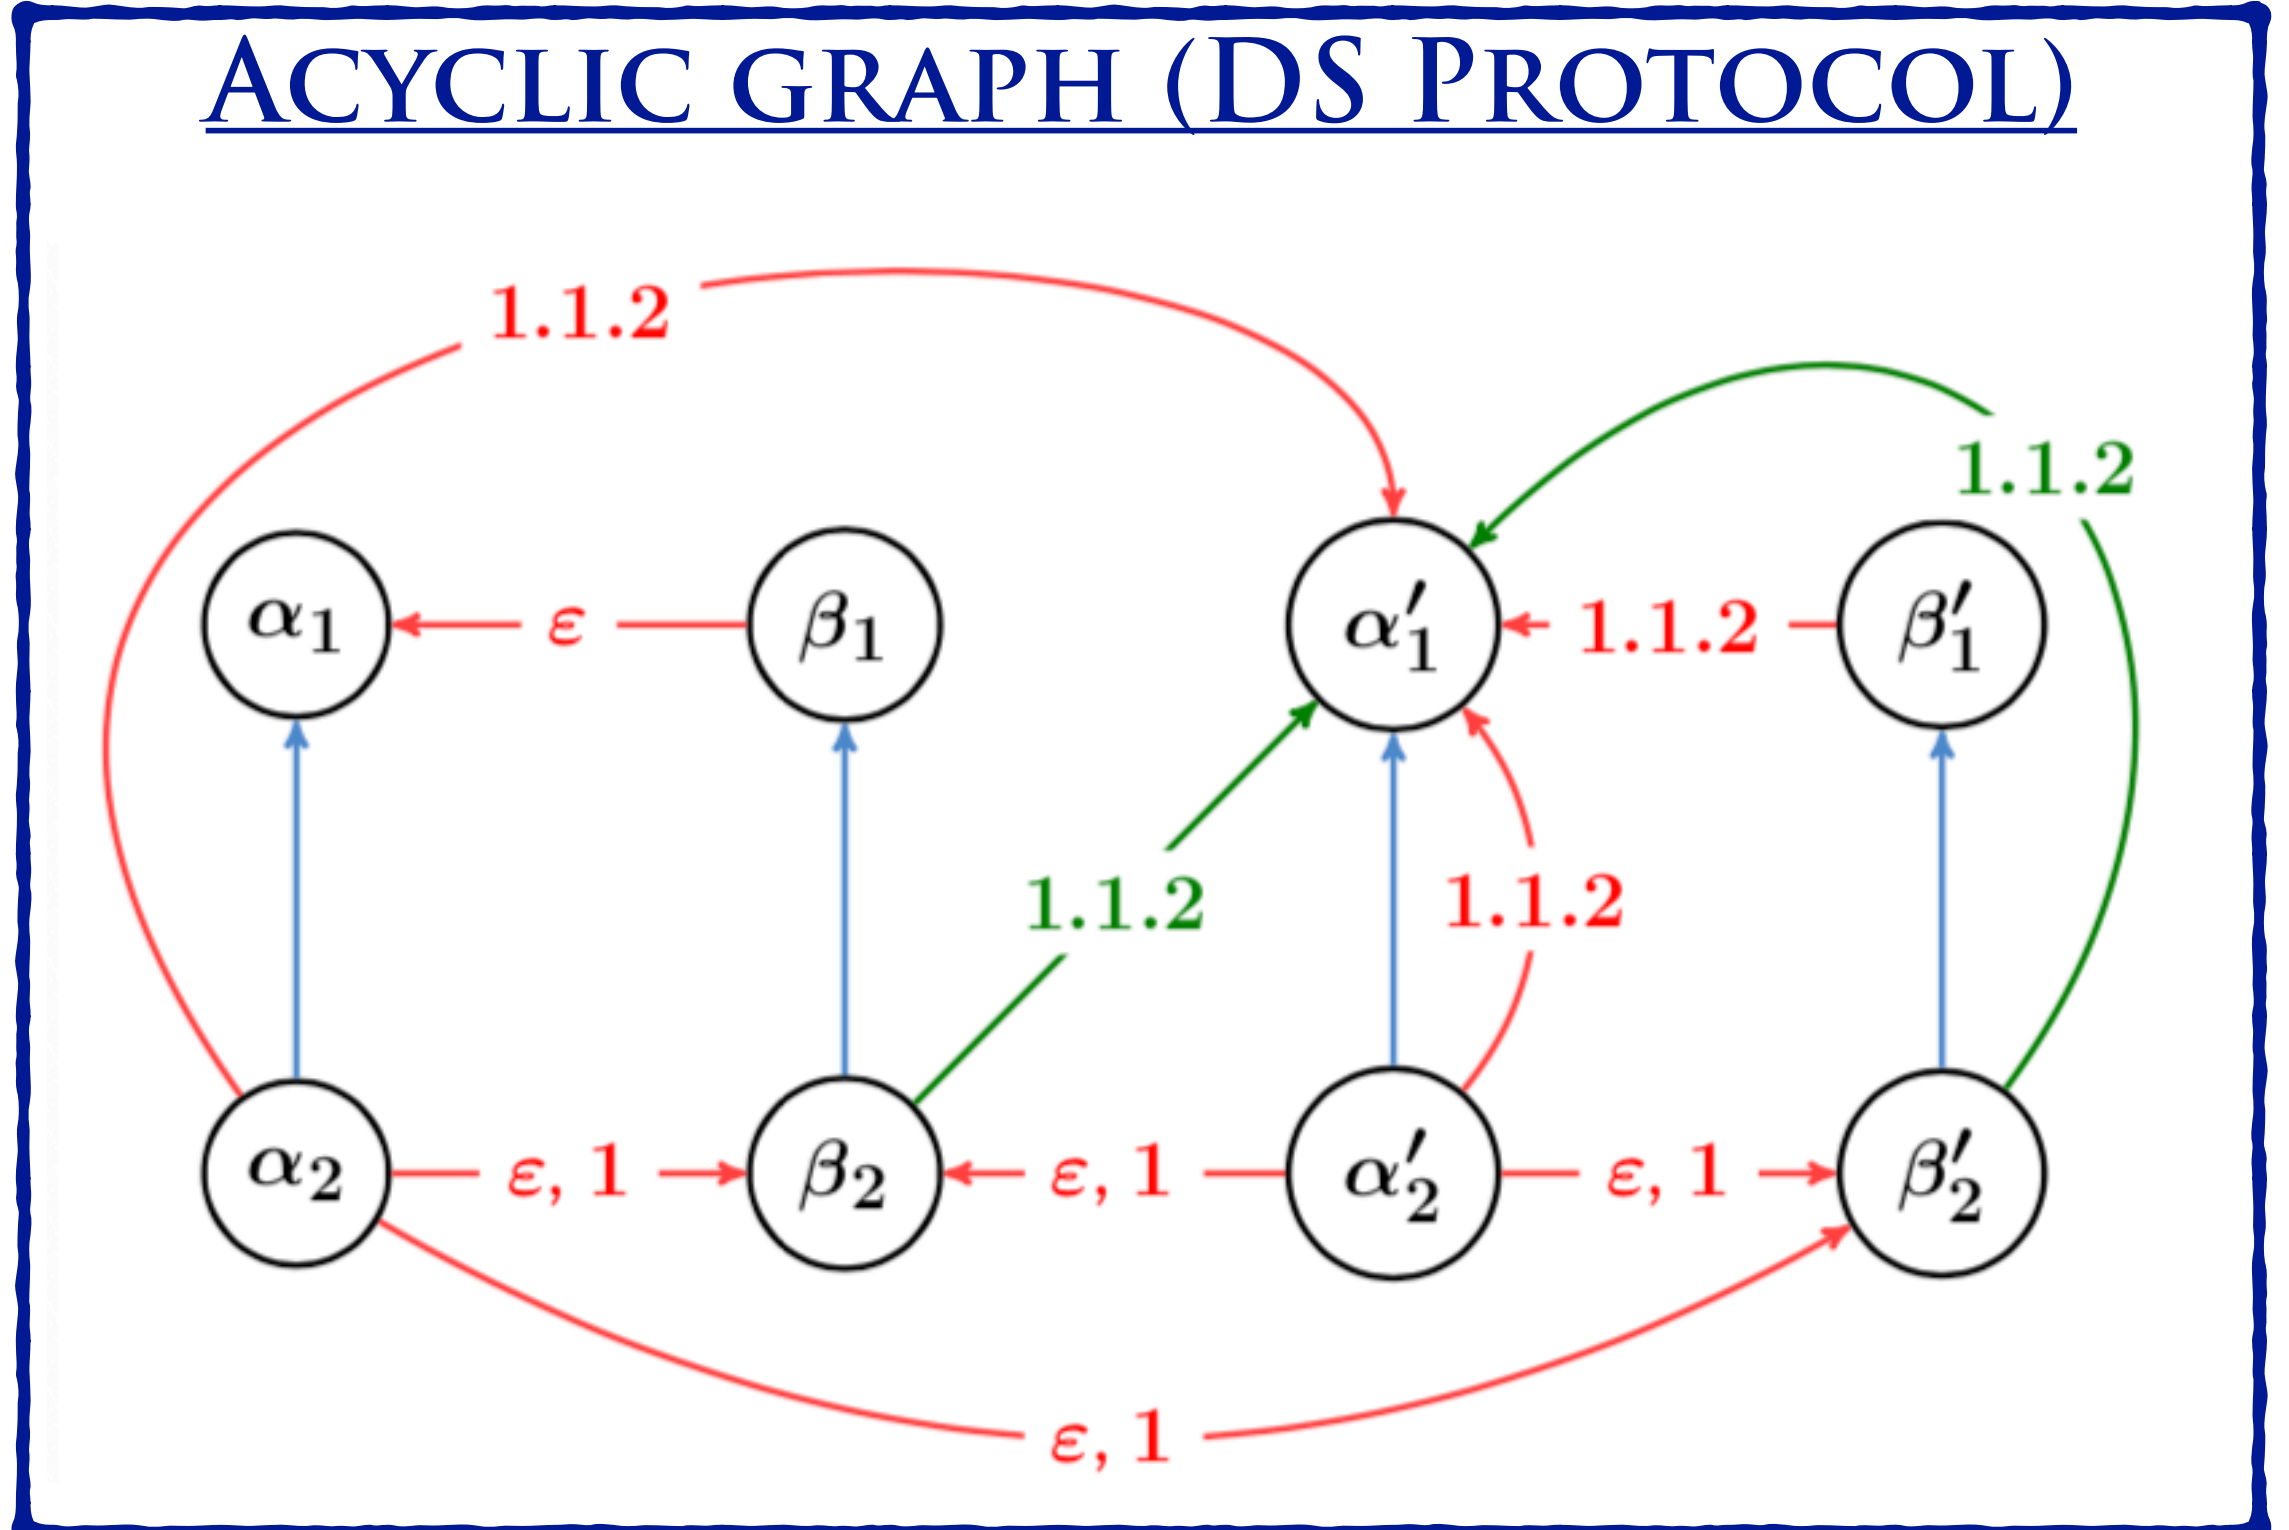 ACYCLIC GRAPH (DS PROTOCOL)
1.1.2
1.1.2
α₁ ε β₁ α′₁ 1.1.2 β′₁
1.1.2 1.1.2
α₂ ε, 1 β₂ ε, 1 α′₂ ε, 1 β′₂
ε, 1